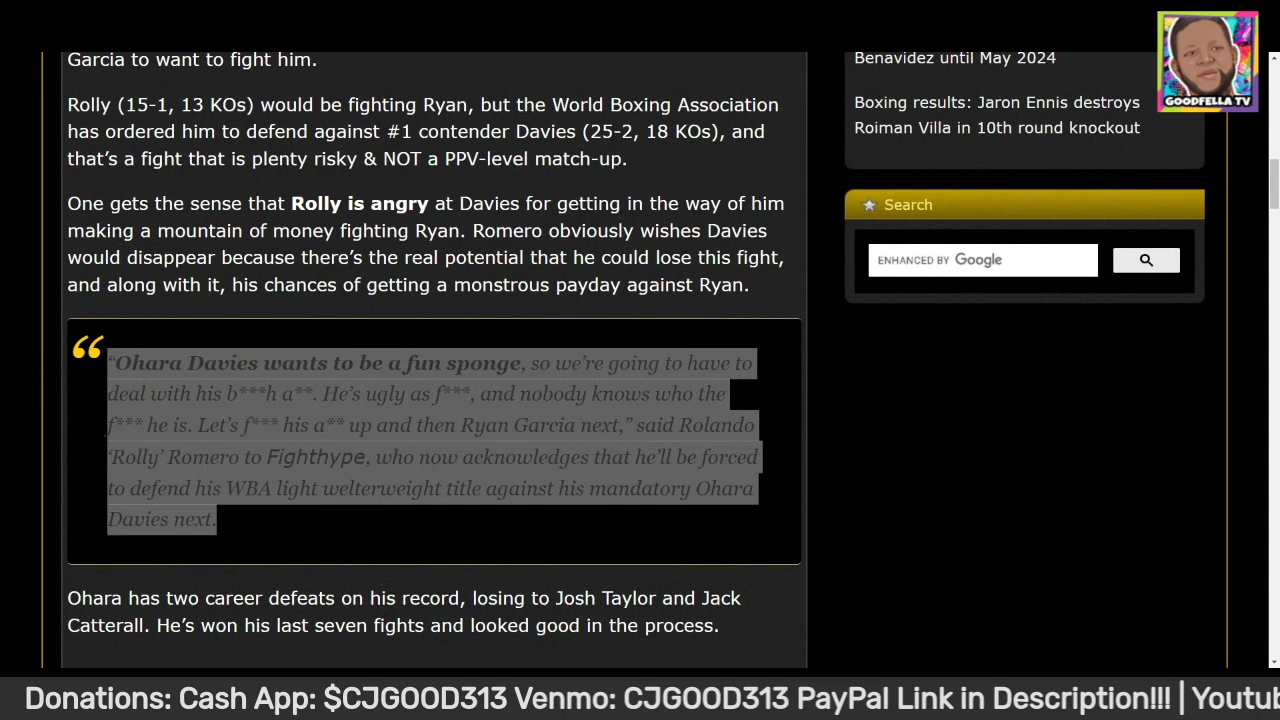 Garcia to want to fight him.
Rolly (15-1, 13 KOs) would be fighting Ryan, but the World Boxing Association
has ordered him to defend against #1 contender Davies (25-2, 18 KOs), and
that’s a fight that is plenty risky & NOT a PPV-level match-up.
One gets the sense that Rolly is angry at Davies for getting in the way of him
making a mountain of money fighting Ryan. Romero obviously wishes Davies
would disappear because there’s the real potential that he could lose this fight,
and along with it, his chances of getting a monstrous payday against Ryan.
“
“Ohara Davies wants to be a fun sponge, so we’re going to have to
deal with his b***h a**. He’s ugly as f***, and nobody knows who the
f*** he is. Let’s f*** his a** up and then Ryan Garcia next,” said Rolando
‘Rolly’ Romero to Fighthype, who now acknowledges that he’ll be forced
to defend his WBA light welterweight title against his mandatory Ohara
Davies next.
Ohara has two career defeats on his record, losing to Josh Taylor and Jack
Catterall. He’s won his last seven fights and looked good in the process.
Benavidez until May 2024
Boxing results: Jaron Ennis destroys
Roiman Villa in 10th round knockout
Search
ENHANCED BY Google
GOODFELLA TV
Donations: Cash App: $CJGOOD313 Venmo: CJGOOD313 PayPal Link in Description!!! | Youtub